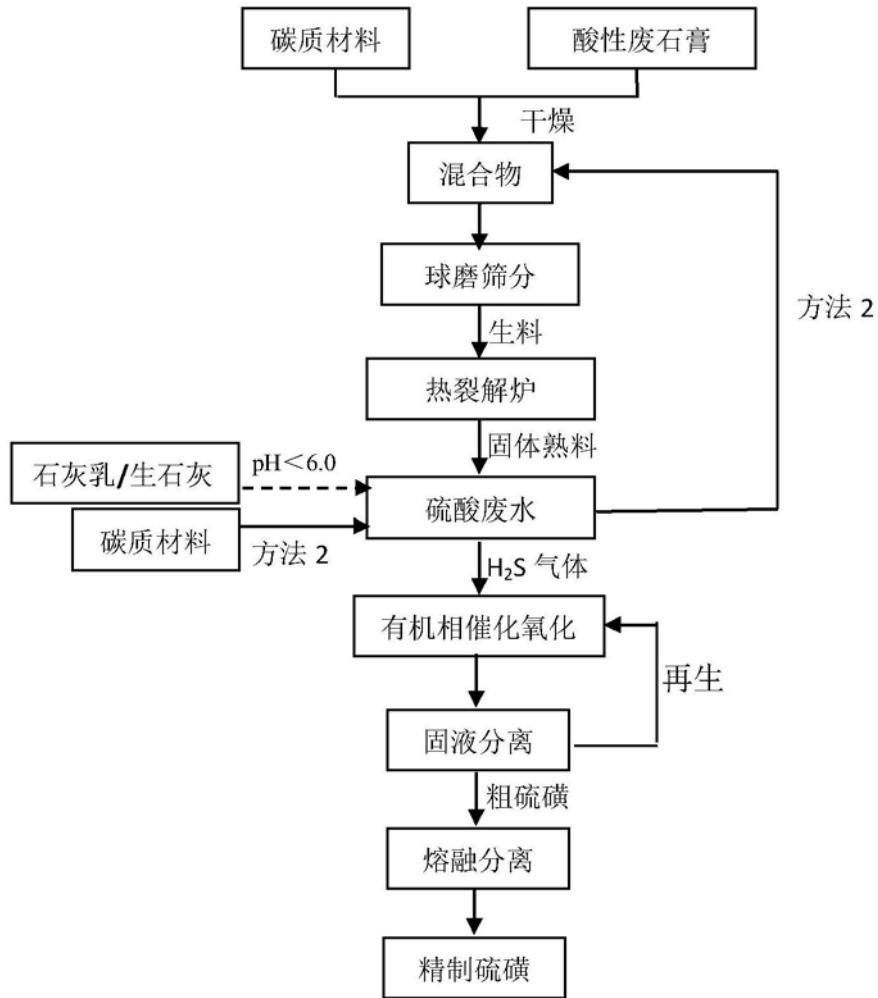 碳质材料
酸性废石膏
干燥
混合物
球磨筛分
方法 2
生料
热裂解炉
固体熟料
石灰乳/生石灰
pH＜6.0
硫酸废水
碳质材料
方法 2
H₂S 气体
有机相催化氧化
再生
固液分离
粗硫磺
熔融分离
精制硫磺